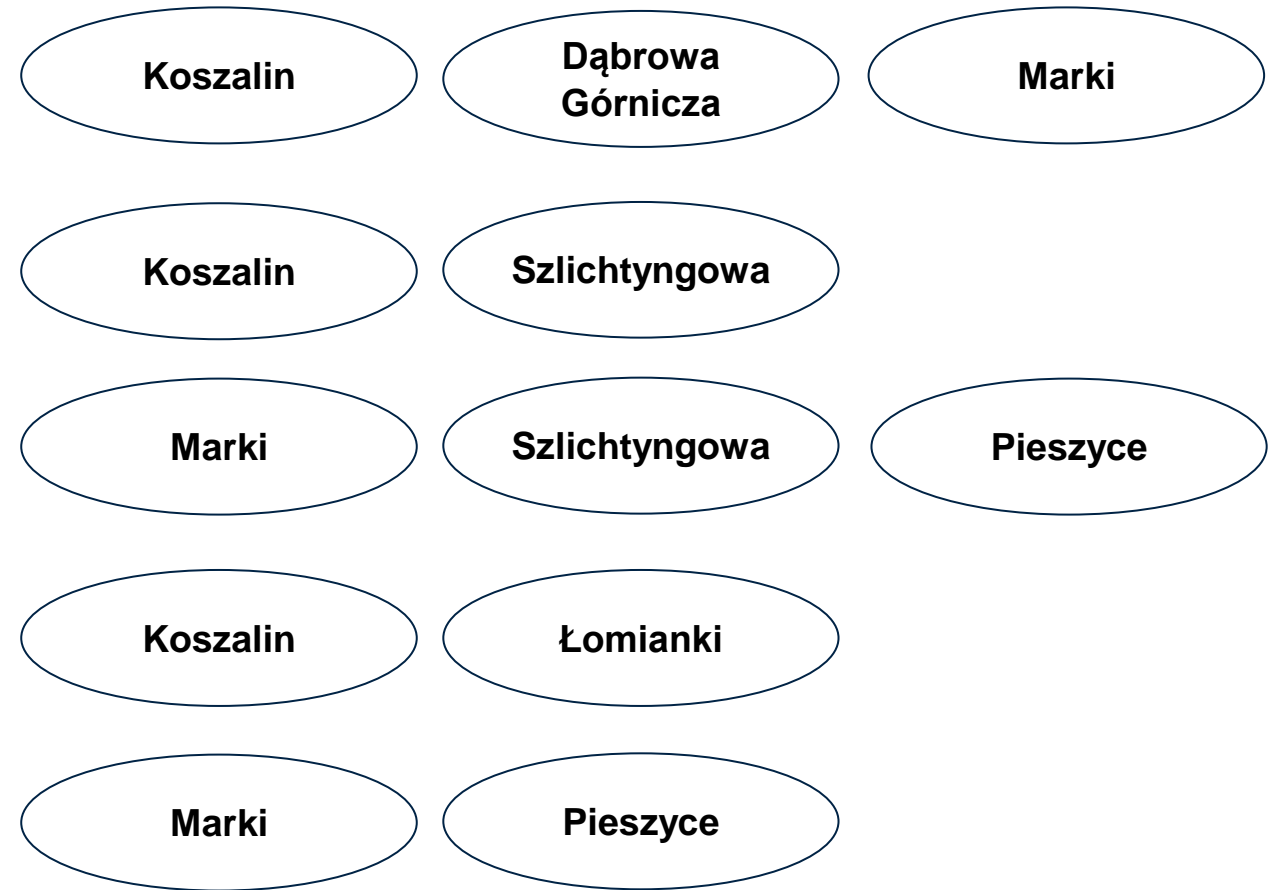 Koszalin
Dąbrowa
Górnicza
Marki
Koszalin
Szlichtyngowa
Marki
Szlichtyngowa
Pieszyce
Koszalin
Łomianki
Marki
Pieszyce